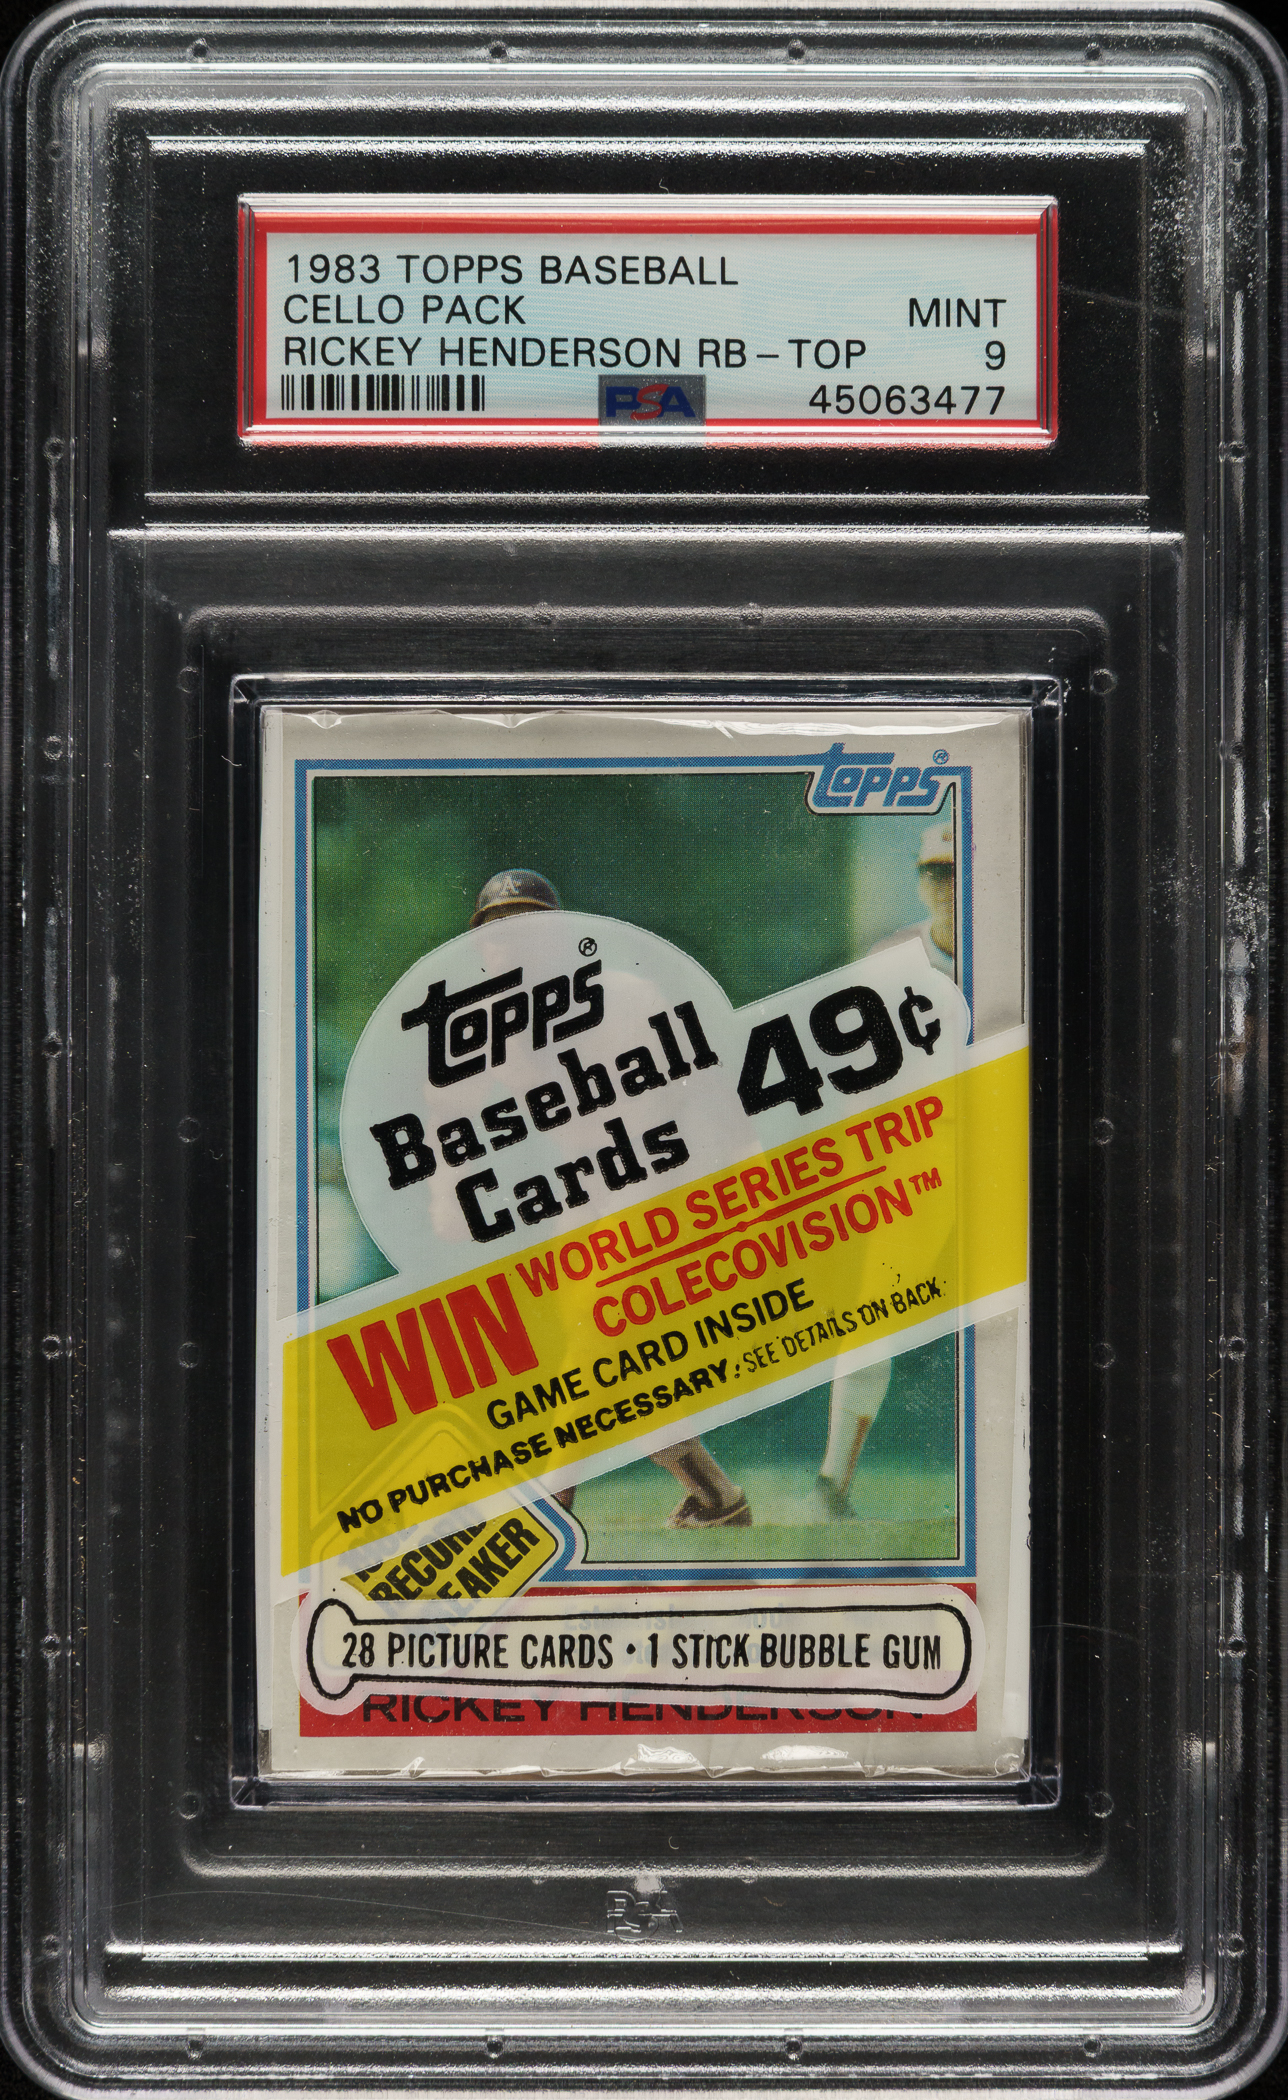 1983 TOPPS BASEBALL
CELLO PACK MINT
RICKEY HENDERSON RB-TOP 9
PSA 45063477
TOPPS®
TOPPS®
Baseball 49¢
Cards
WIN WORLD SERIES TRIP
COLECOVISION™
GAME CARD INSIDE
NO PURCHASE NECESSARY: SEE DETAILS ON BACK.
RECORD
28 PICTURE CARDS • 1 STICK BUBBLE GUM
RICKEY HENDERSON
PSA